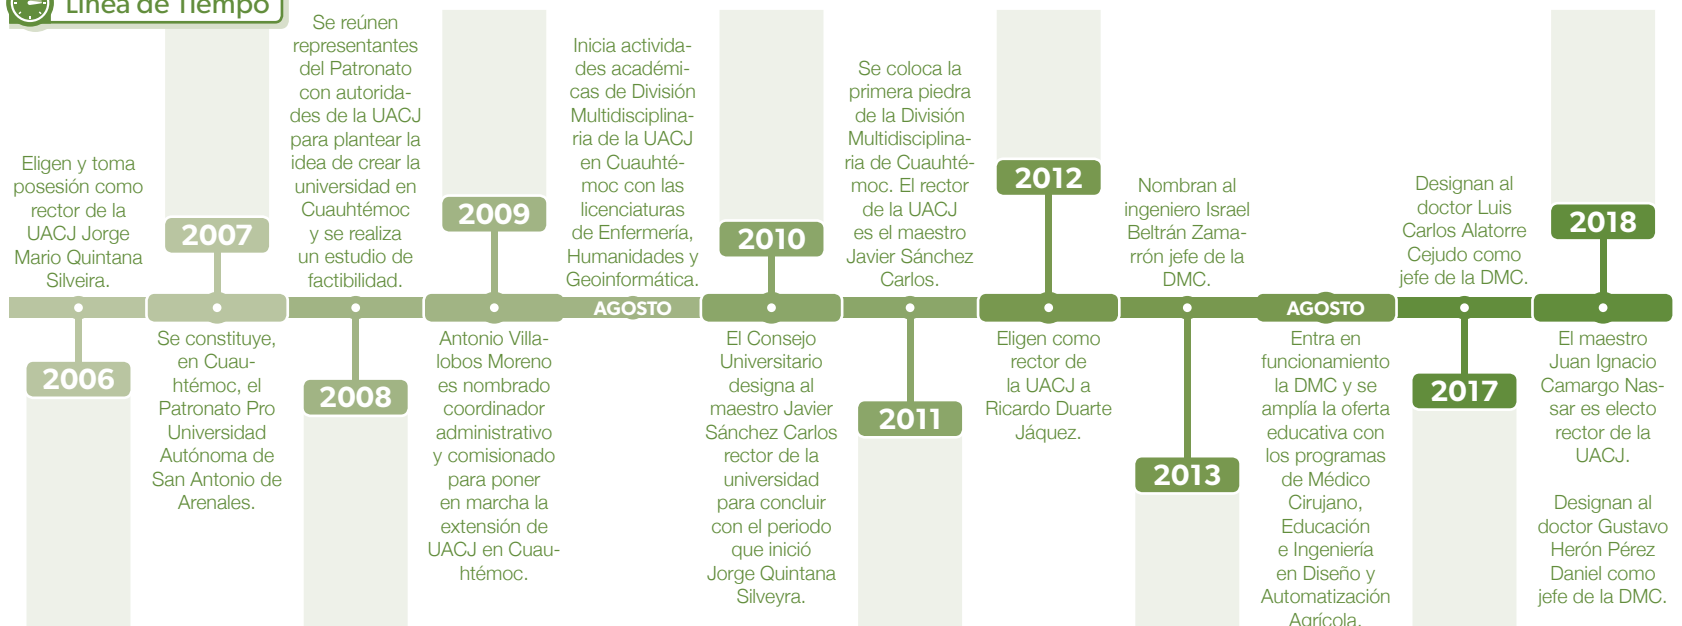 Línea de Tiempo
Eligen y toma
posesión como
rector de la
UACJ Jorge
Mario Quintana
Silveira.
2006
2007
Se constituye,
en Cuau-
htémoc, el
Patronato Pro
Universidad
Autónoma de
San Antonio de
Arenales.
Se reúnen
representantes
del Patronato
con autorida-
des de la UACJ
para plantear la
idea de crear la
universidad en
Cuauhtémoc
y se realiza
un estudio de
factibilidad.
2008
2009
Antonio Villa-
lobos Moreno
es nombrado
coordinador
administrativo
y comisionado
para poner
en marcha la
extensión de
UACJ en Cuau-
htémoc.
Inicia activida-
des académi-
cas de División
Multidisciplina-
ria de la UACJ
en Cuauhté-
moc con las
licenciaturas
de Enfermería,
Humanidades y
Geoinformática.
AGOSTO
2010
El Consejo
Universitario
designa al
maestro Javier
Sánchez Carlos
rector de la
universidad
para concluir
con el periodo
que inició
Jorge Quintana
Silveyra.
Se coloca la
primera piedra
de la División
Multidisciplina-
ria de Cuauhté-
moc. El rector
de la UACJ
es el maestro
Javier Sánchez
Carlos.
2011
2012
Eligen como
rector de
la UACJ a
Ricardo Duarte
Jáquez.
Nombran al
ingeniero Israel
Beltrán Zama-
rrón jefe de la
DMC.
2013
AGOSTO
Entra en
funcionamiento
la DMC y se
amplía la oferta
educativa con
los programas
de Médico
Cirujano,
Educación
e Ingeniería
en Diseño y
Automatización
Agrícola.
Designan al
doctor Luis
Carlos Alatorre
Cejudo como
jefe de la DMC.
2017
2018
El maestro
Juan Ignacio
Camargo Nas-
sar es electo
rector de la
UACJ.
Designan al
doctor Gustavo
Herón Pérez
Daniel como
jefe de la DMC.